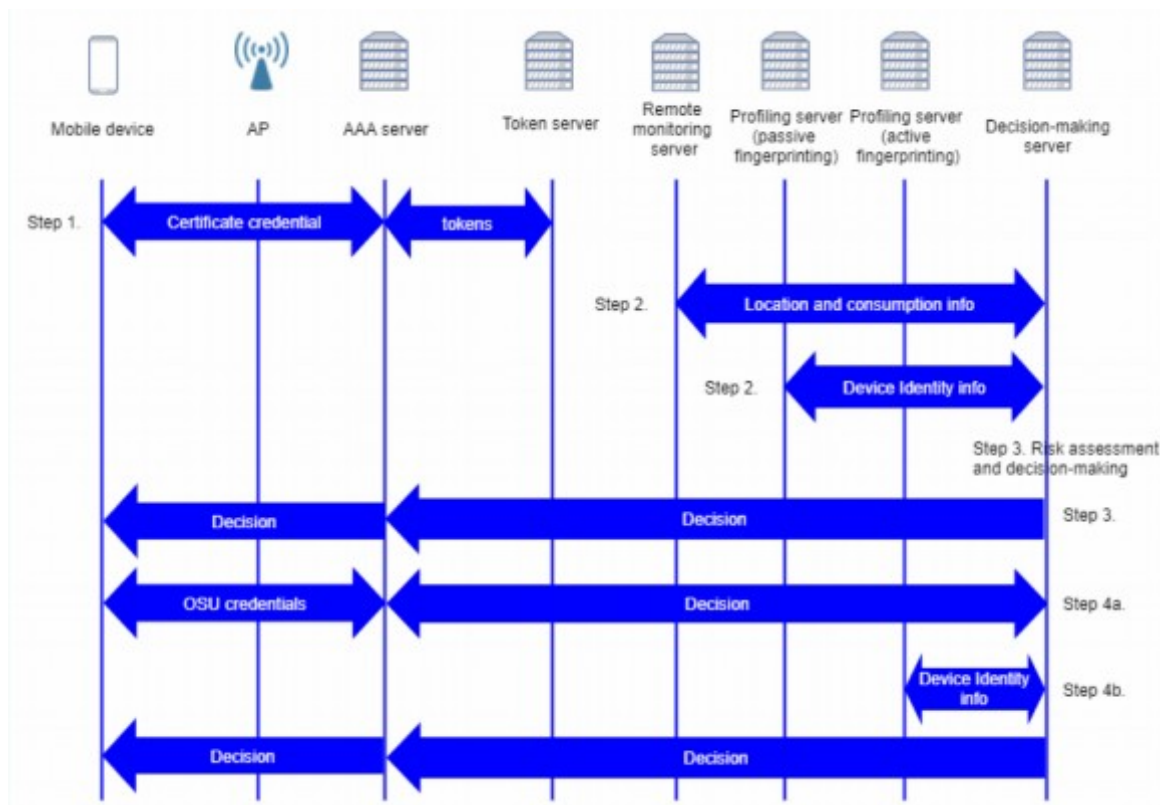 Mobile device
AP
AAA server
Token server
Remote
monitoring
server
Profiling server
(passive
fingerprinting)
Profiling server
(active
fingerprinting)
Decision-making
server
Step 1.
Certificate credential
tokens
Step 2.
Location and consumption info
Step 2.
Device Identity info
Step 3. Risk assessment
and decision-making
Decision
Decision
Step 3.
OSU credentials
Decision
Step 4a.
Device Identity
info
Step 4b.
Decision
Decision